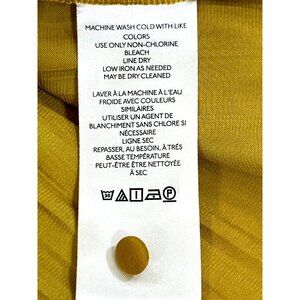 MACHINE WASH COLD WITH LIKE
COLORS
USE ONLY NON-CHLORINE
BLEACH
LINE DRY
LOW IRON AS NEEDED
MAY BE DRY CLEANED
LAVER À LA MACHINE À L'EAU
FROIDE AVEC COULEURS
SIMILAIRES
UTILISER UN AGENT DE
BLANCHIMENT SANS CHLORE SI
NÉCESSAIRE
LIGNE SEC
REPASSER, AU BESOIN, À TRÈS
BASSE TEMPÉRATURE
PEUT-ÊTRE ÊTRE NETTOYÉE
À SEC
30 P